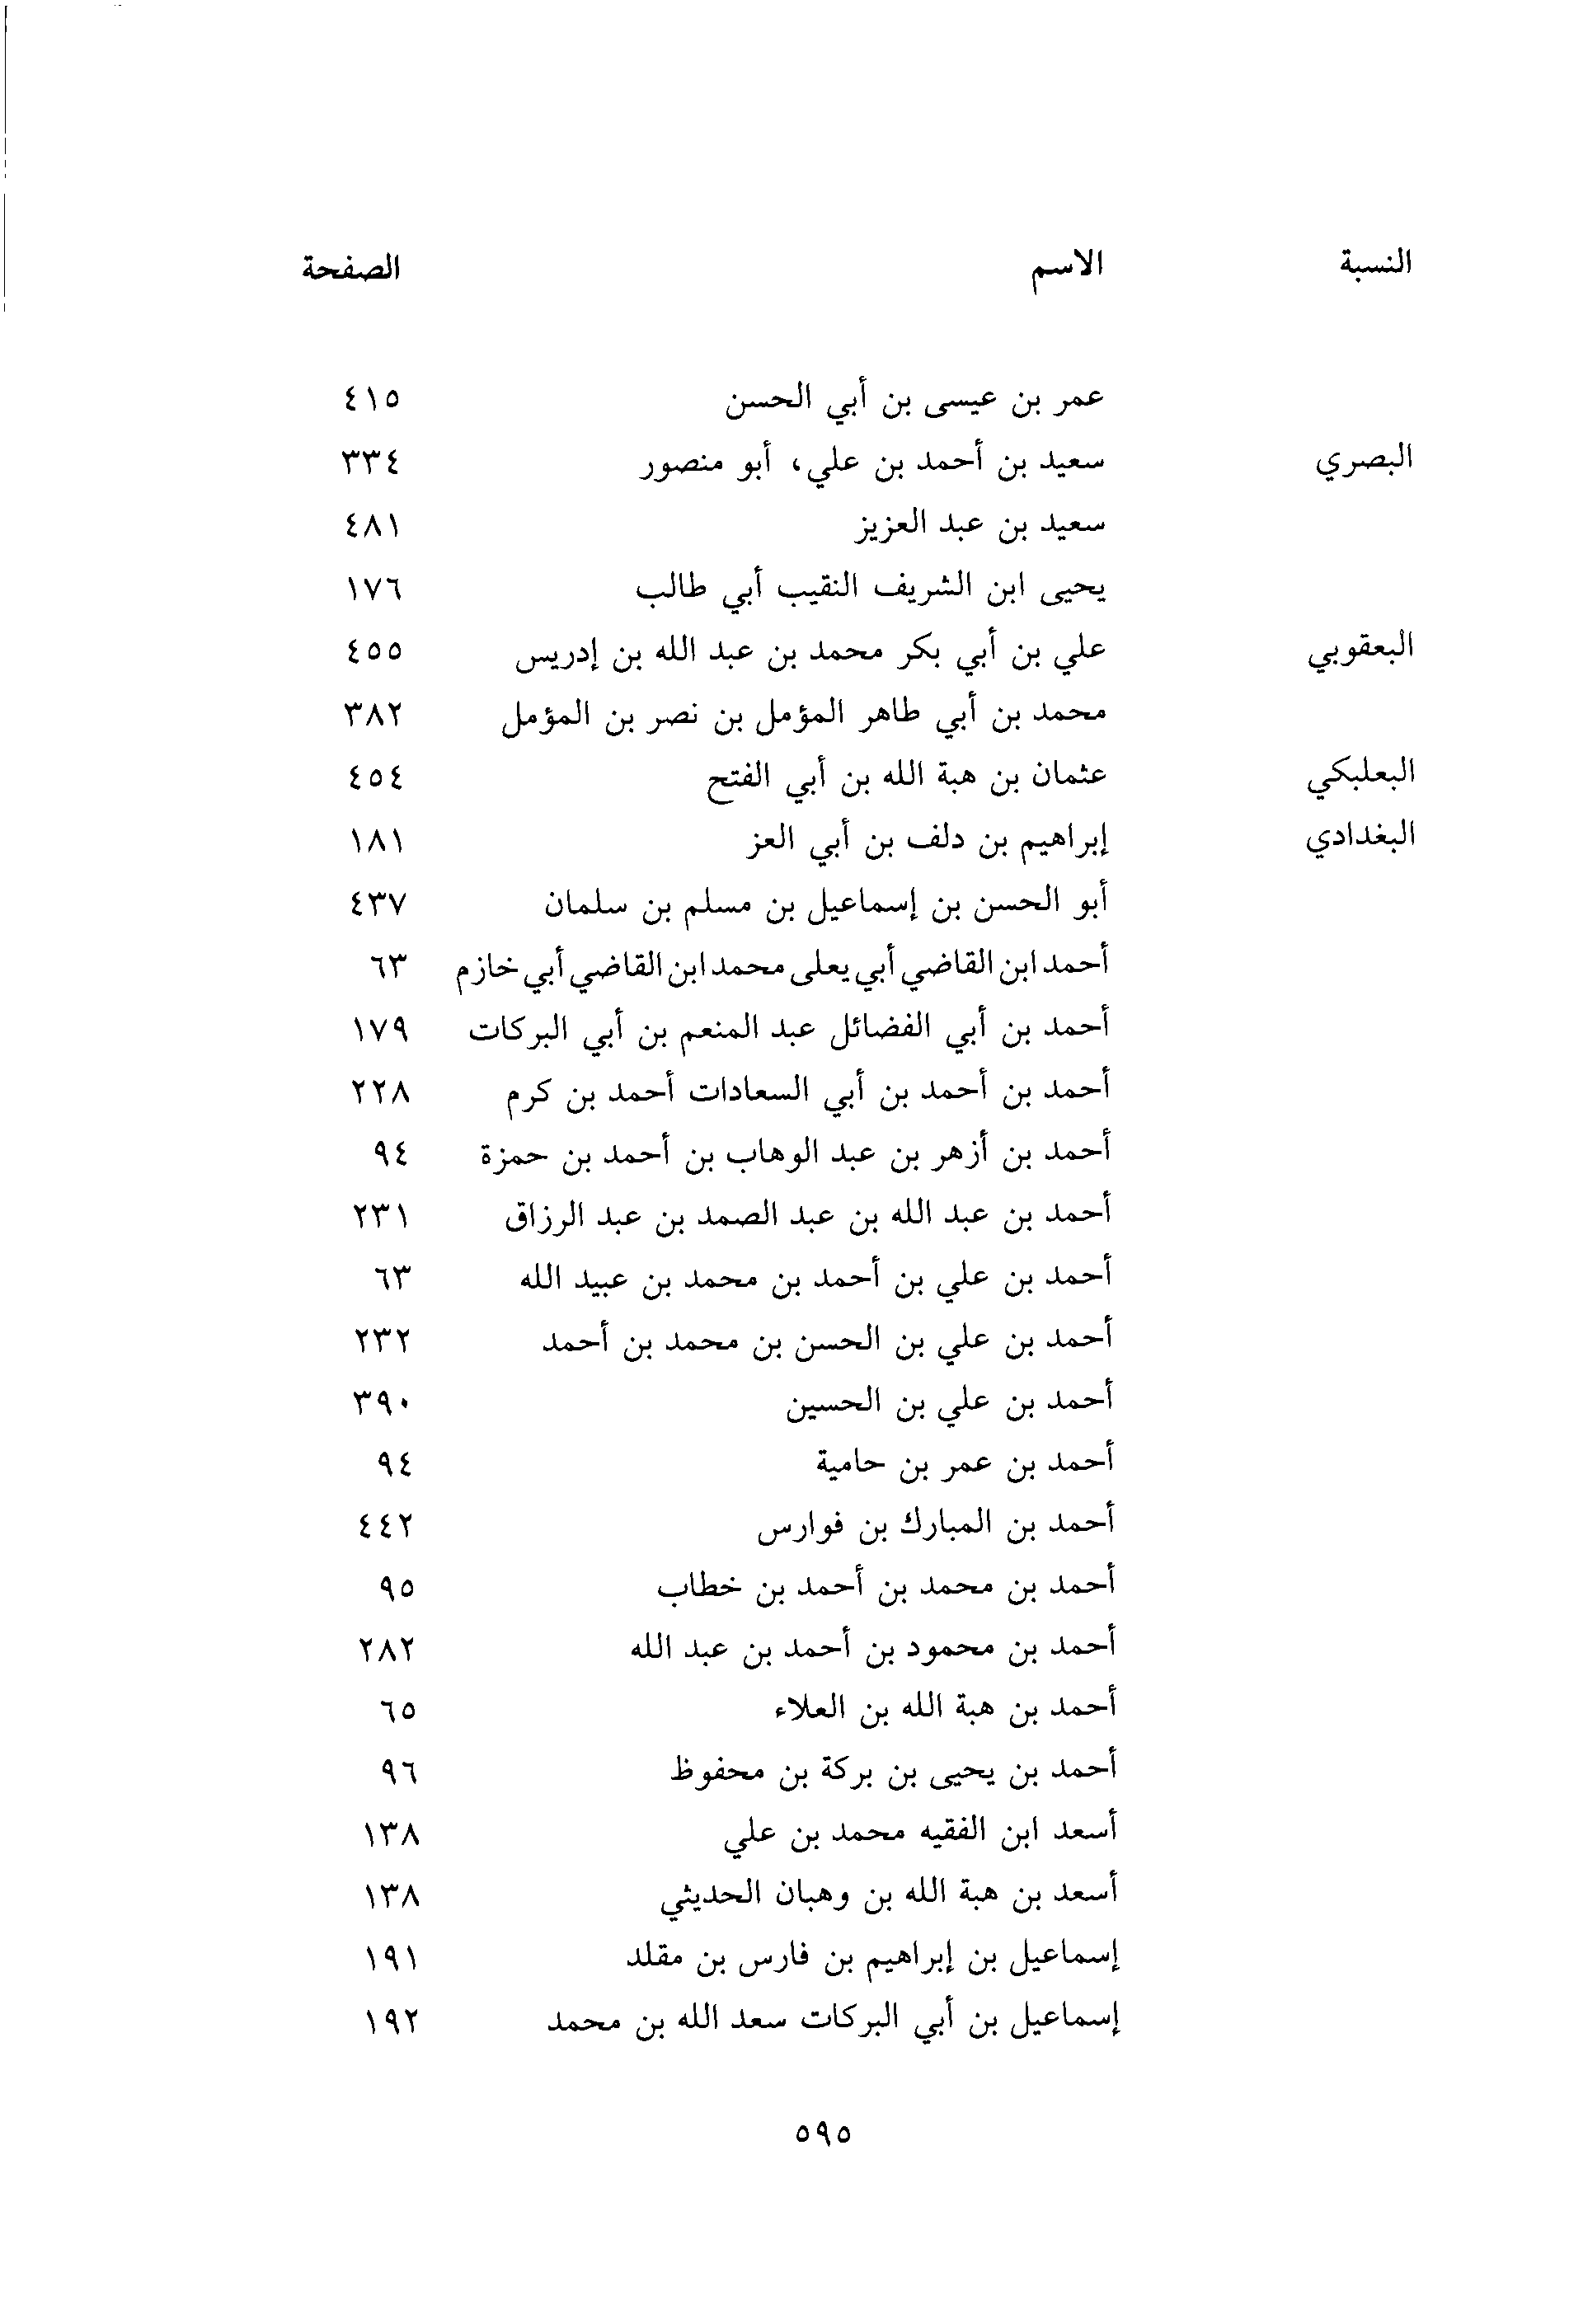 النسبة الاسم الصفحة
عمر بن عيسى بن أبي الحسن ٤١٥
البصري سعيد بن أحمد بن علي، أبو منصور ٣٣٤
سعيد بن عبد العزيز ٤٨١
يحيى ابن الشريف النقيب أبي طالب ١٧٦
البعقوبي علي بن أبي بكر محمد بن عبد الله بن إدريس ٤٥٥
محمد بن أبي طاهر المؤمل بن نصر بن المؤمل ٣٨٢
البعلبكي عثمان بن هبة الله بن أبي الفتح ٤٥٤
البغدادي إبراهيم بن دلف بن أبي العز ١٨١
أبو الحسن بن إسماعيل بن مسلم بن سلمان ٤٣٧
أحمد ابن القاضي أبي يعلى محمد ابن القاضي أبي خازم ٦٣
أحمد بن أبي الفضائل عبد المنعم بن أبي البركات ١٧٩
أحمد بن أحمد بن أبي السعادات أحمد بن كرم ٢٢٨
أحمد بن أزهر بن عبد الوهاب بن أحمد بن حمزة ٩٤
أحمد بن عبد الله بن عبد الصمد بن عبد الرزاق ٢٣١
أحمد بن علي بن أحمد بن محمد بن عبيد الله ٦٣
أحمد بن علي بن الحسن بن محمد بن أحمد ٢٣٢
أحمد بن علي بن الحسين ٣٩٠
أحمد بن عمر بن حامية ٩٤
أحمد بن المبارك بن فوارس ٤٤٢
أحمد بن محمد بن أحمد بن خطاب ٩٥
أحمد بن محمود بن أحمد بن عبد الله ٢٨٢
أحمد بن هبة الله بن العلاء ٦٥
أحمد بن يحيى بن بركة بن محفوظ ٩٦
أسعد ابن الفقيه محمد بن علي ١٣٨
أسعد بن هبة الله بن وهبان الحديثي ١٣٨
إسماعيل بن إبراهيم بن فارس بن مقلد ١٩١
إسماعيل بن أبي البركات سعد الله بن محمد ١٩٢
٥٩٥